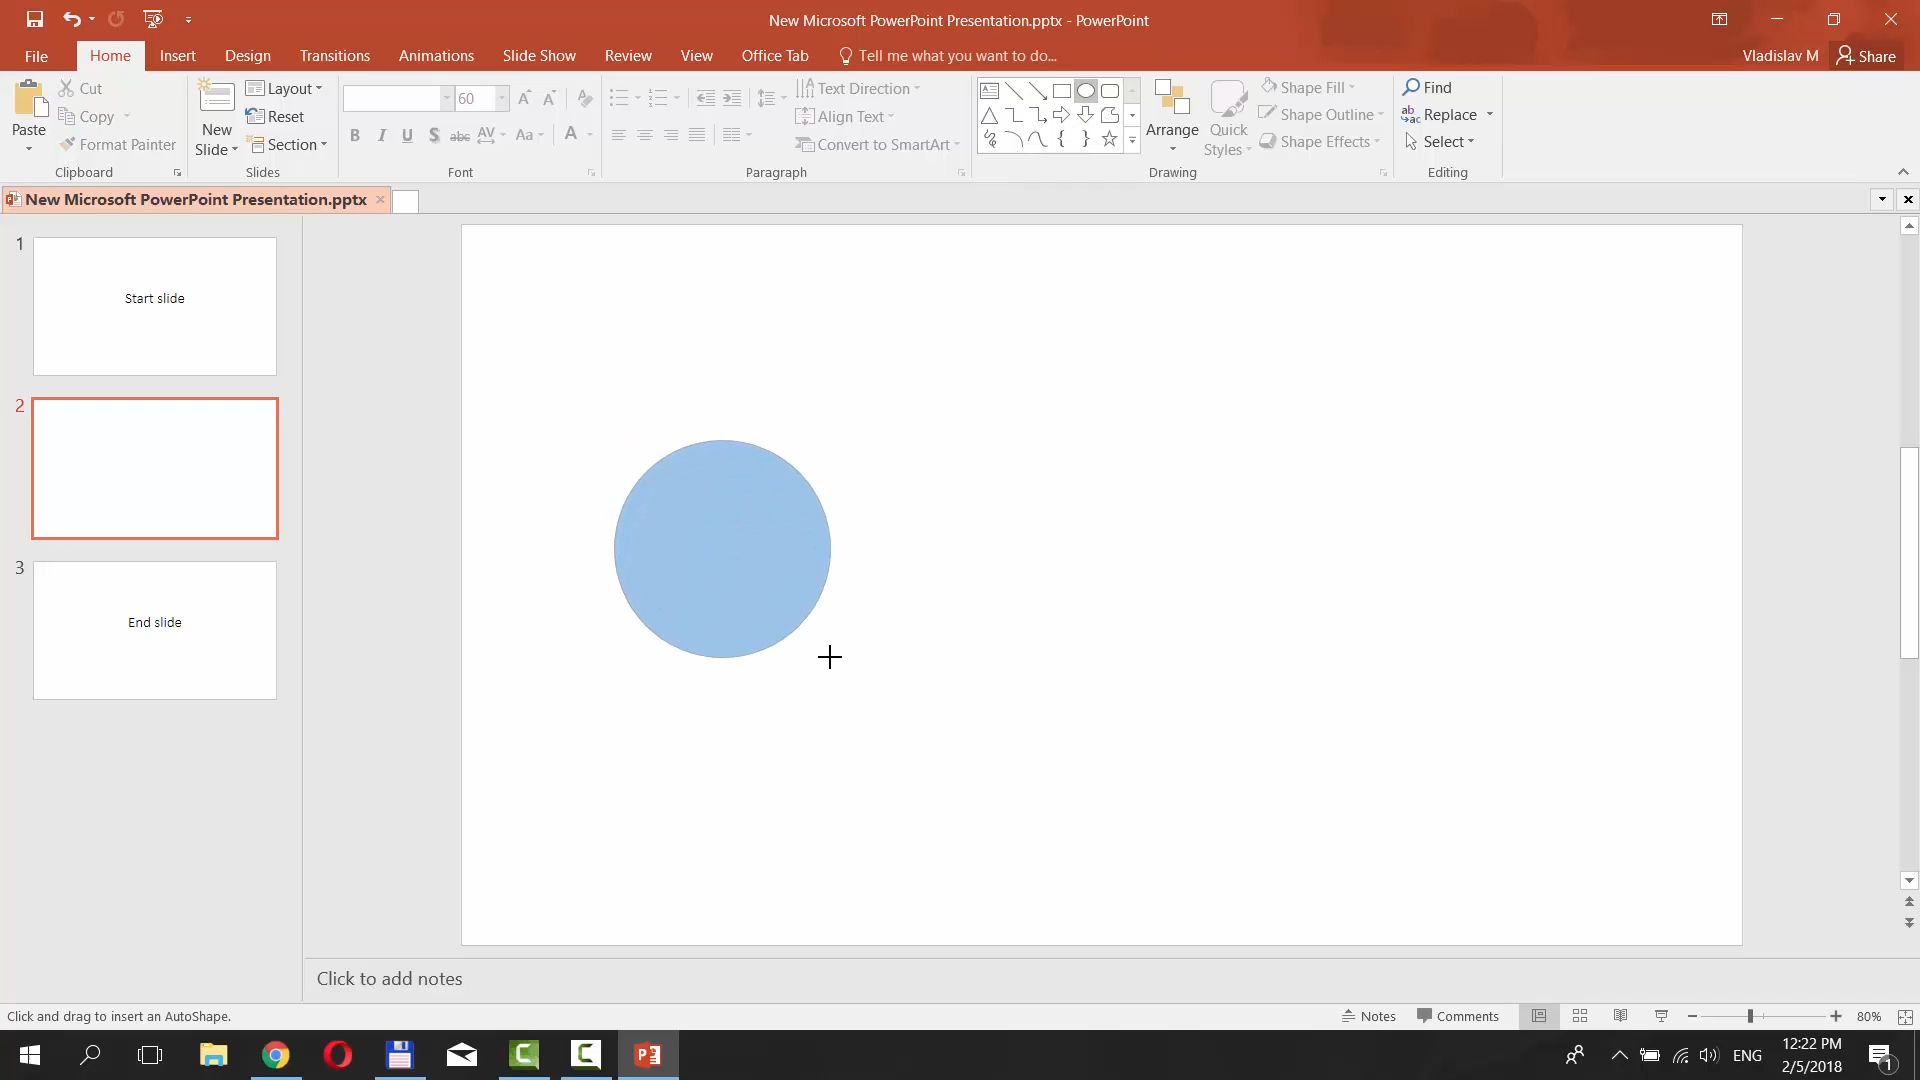 New Microsoft PowerPoint Presentation.pptx - PowerPoint
File Home Insert Design Transitions Animations Slide Show Review View Office Tab Tell me what you want to do... Vladislav M Share
Paste
Cut
Copy
Format Painter
Clipboard
New
Slide
Layout
Reset
Section
Slides
60
B I U S abc AV Aa A
Font
Text Direction
Align Text
Convert to SmartArt
Paragraph
Arrange
Quick
Styles
Shape Fill
Shape Outline
Shape Effects
Drawing
Find
Replace
Select
Editing
New Microsoft PowerPoint Presentation.pptx
1
Start slide
2
3
End slide
Click to add notes
Click and drag to insert an AutoShape.
Notes Comments 80%
ENG
12:22 PM
2/5/2018
1